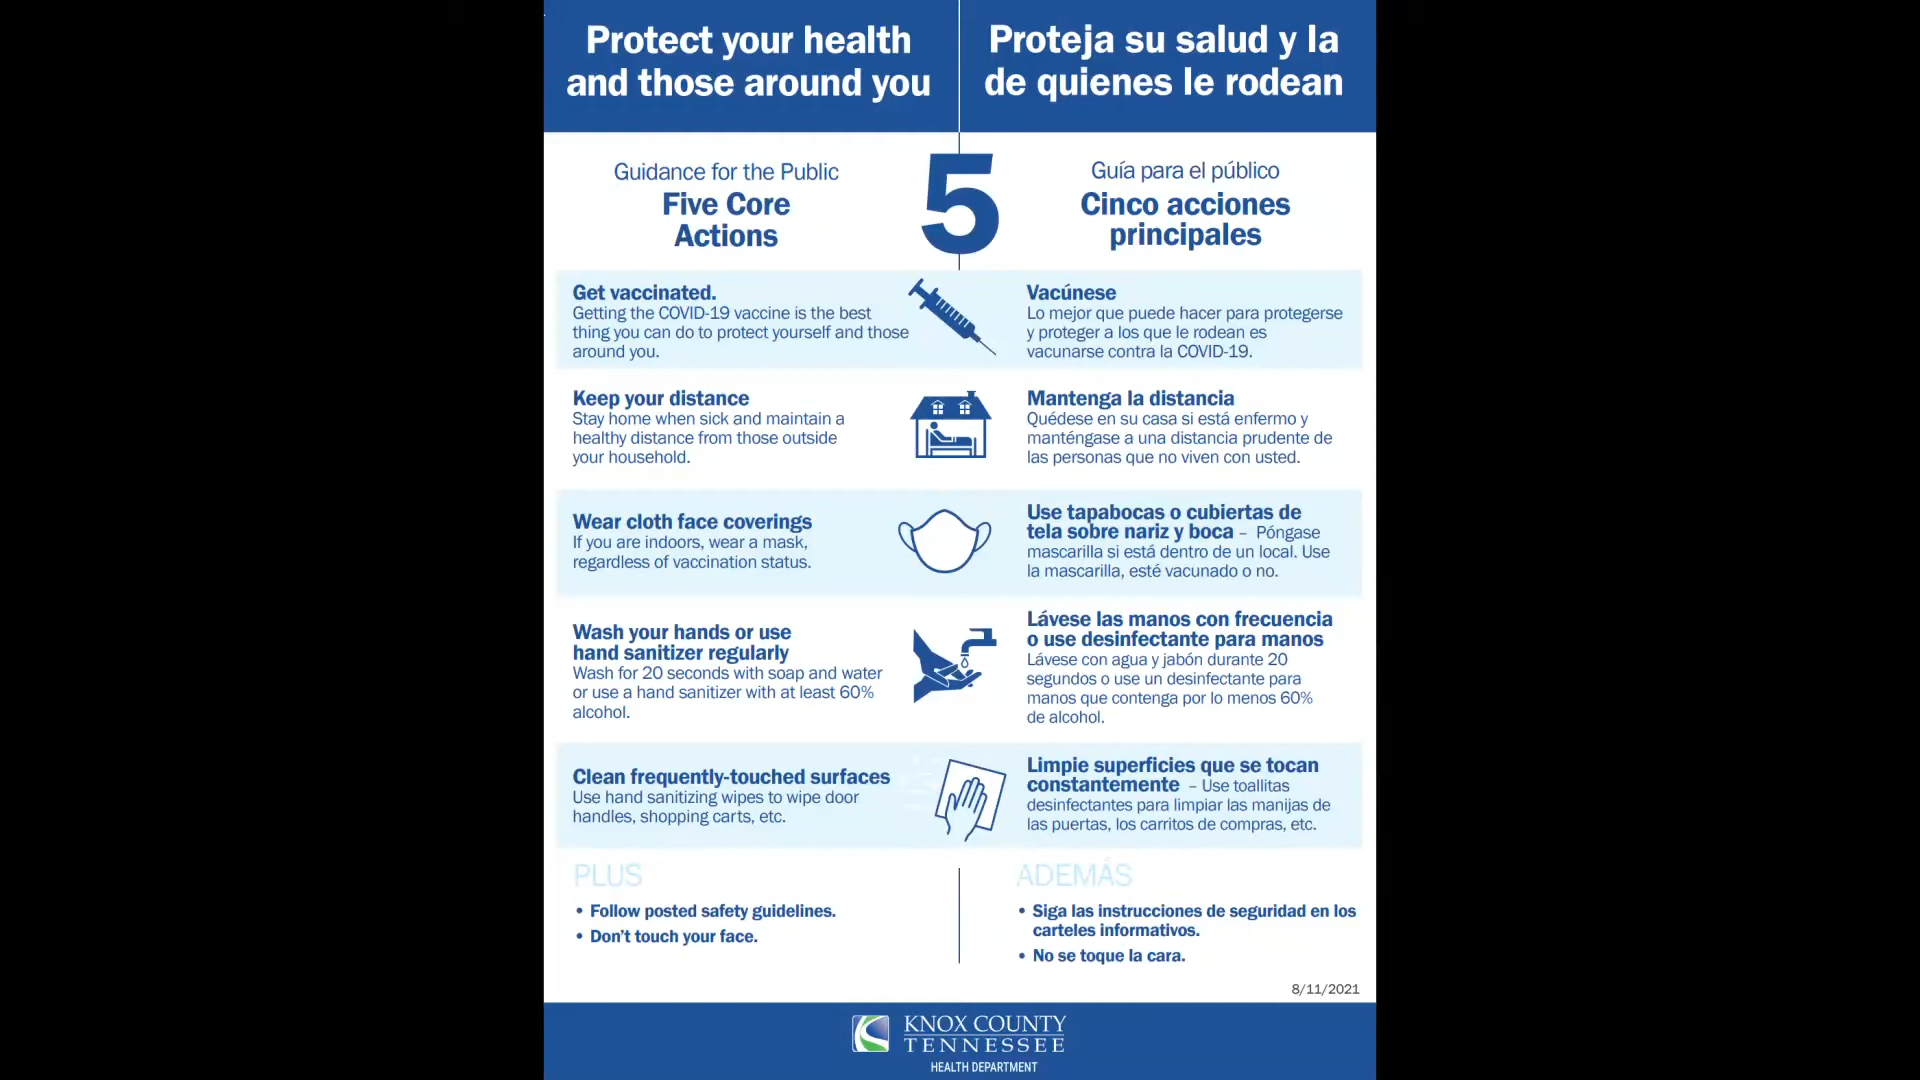 Protect your health
and those around you
Proteja su salud y la
de quienes le rodean
Guidance for the Public
Five Core
Actions
5
Guía para el público
Cinco acciones
principales
Get vaccinated.
Getting the COVID-19 vaccine is the best
thing you can do to protect yourself and those
around you.
Vacúnese
Lo mejor que puede hacer para protegerse
y proteger a los que le rodean es
vacunarse contra la COVID-19.
Keep your distance
Stay home when sick and maintain a
healthy distance from those outside
your household.
Mantenga la distancia
Quédese en su casa si está enfermo y
manténgase a una distancia prudente de
las personas que no viven con usted.
Wear cloth face coverings
If you are indoors, wear a mask,
regardless of vaccination status.
Use tapabocas o cubiertas de
tela sobre nariz y boca – Póngase
mascarilla si está dentro de un local. Use
la mascarilla, esté vacunado o no.
Wash your hands or use
hand sanitizer regularly
Wash for 20 seconds with soap and water
or use a hand sanitizer with at least 60%
alcohol.
Lávese las manos con frecuencia
o use desinfectante para manos
Lávese con agua y jabón durante 20
segundos o use un desinfectante para
manos que contenga por lo menos 60%
de alcohol.
Clean frequently-touched surfaces
Use hand sanitizing wipes to wipe door
handles, shopping carts, etc.
Limpie superficies que se tocan
constantemente – Use toallitas
desinfectantes para limpiar las manijas de
las puertas, los carritos de compras, etc.
PLUS
• Follow posted safety guidelines.
• Don't touch your face.
ADEMÁS
• Siga las instrucciones de seguridad en los
carteles informativos.
• No se toque la cara.
8/11/2021
KNOX COUNTY
TENNESSEE
HEALTH DEPARTMENT